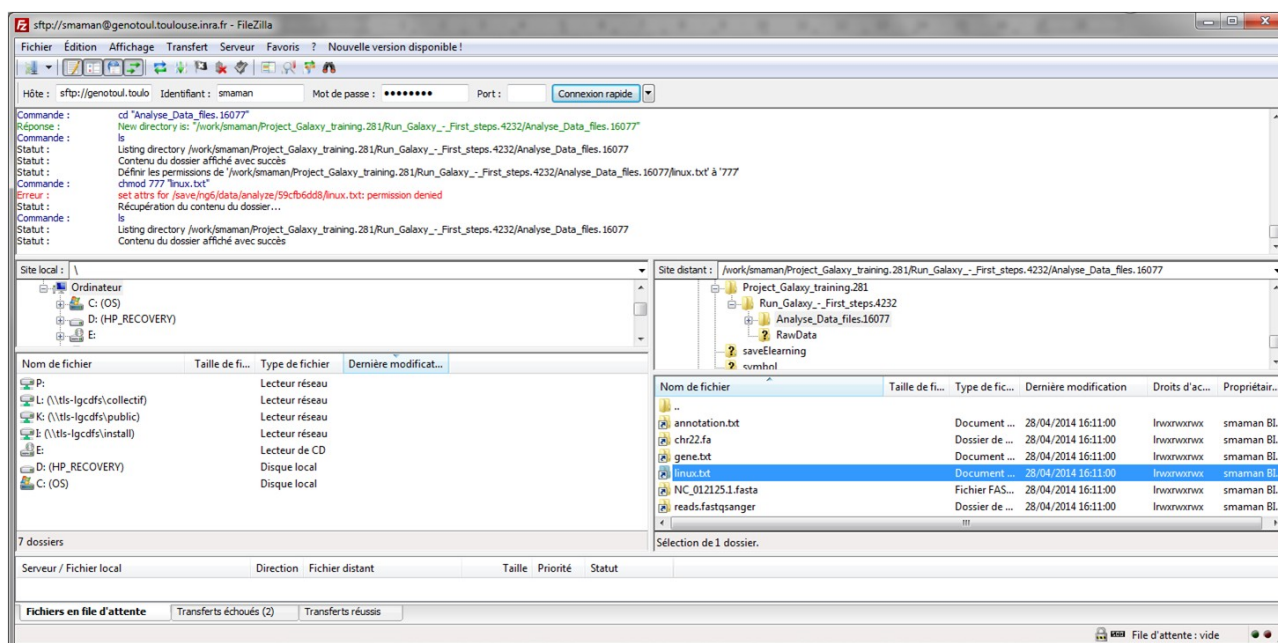 sftp://smaman@genotoul.toulouse.inra.fr - FileZilla
Fichier Édition Affichage Transfert Serveur Favoris ? Nouvelle version disponible !
Hôte : sftp://genotoul.toulo Identifiant : smaman Mot de passe : •••••••• Port : Connexion rapide
Commande : cd "Analyse_Data_files.16077"
Réponse : New directory is: "/work/smaman/Project_Galaxy_training.281/Run_Galaxy_-_First_steps.4232/Analyse_Data_files.16077"
Commande : ls
Statut : Listing directory /work/smaman/Project_Galaxy_training.281/Run_Galaxy_-_First_steps.4232/Analyse_Data_files.16077
Statut : Contenu du dossier affiché avec succès
Statut : Définir les permissions de '/work/smaman/Project_Galaxy_training.281/Run_Galaxy_-_First_steps.4232/Analyse_Data_files.16077/linux.txt' à '777'
Commande : chmod 777 "linux.txt"
Erreur : set attrs for /save/ng6/data/analyze/59cfb6dd8/linux.txt: permission denied
Statut : Récupération du contenu du dossier...
Commande : ls
Statut : Listing directory /work/smaman/Project_Galaxy_training.281/Run_Galaxy_-_First_steps.4232/Analyse_Data_files.16077
Statut : Contenu du dossier affiché avec succès
Site local : \
Ordinateur
C: (OS)
D: (HP_RECOVERY)
E:
Nom de fichier Taille de fi... Type de fichier Dernière modificat...
P: Lecteur réseau
L: (\\tls-lgcdfs\collectif) Lecteur réseau
K: (\\tls-lgcdfs\public) Lecteur réseau
I: (\\tls-lgcdfs\install) Lecteur réseau
E: Lecteur de CD
D: (HP_RECOVERY) Disque local
C: (OS) Disque local
7 dossiers
Site distant : /work/smaman/Project_Galaxy_training.281/Run_Galaxy_-_First_steps.4232/Analyse_Data_files.16077
Project_Galaxy_training.281
Run_Galaxy_-_First_steps.4232
Analyse_Data_files.16077
RawData
saveElearning
symbol
Nom de fichier Taille de fi... Type de fic... Dernière modification Droits d'ac... Propriétair...
..
annotation.txt Document ... 28/04/2014 16:11:00 lrwxrwxrwx smaman BI.
chr22.fa Dossier de ... 28/04/2014 16:11:00 lrwxrwxrwx smaman BI.
gene.txt Document ... 28/04/2014 16:11:00 lrwxrwxrwx smaman BI.
linux.txt Document ... 28/04/2014 16:11:00 lrwxrwxrwx smaman BI.
NC_012125.1.fasta Fichier FAS... 28/04/2014 16:11:00 lrwxrwxrwx smaman BI.
reads.fastqsanger Dossier de ... 28/04/2014 16:11:00 lrwxrwxrwx smaman BI.
Sélection de 1 dossier.
Serveur / Fichier local Direction Fichier distant Taille Priorité Statut
Fichiers en file d'attente Transferts échoués (2) Transferts réussis
File d'attente : vide